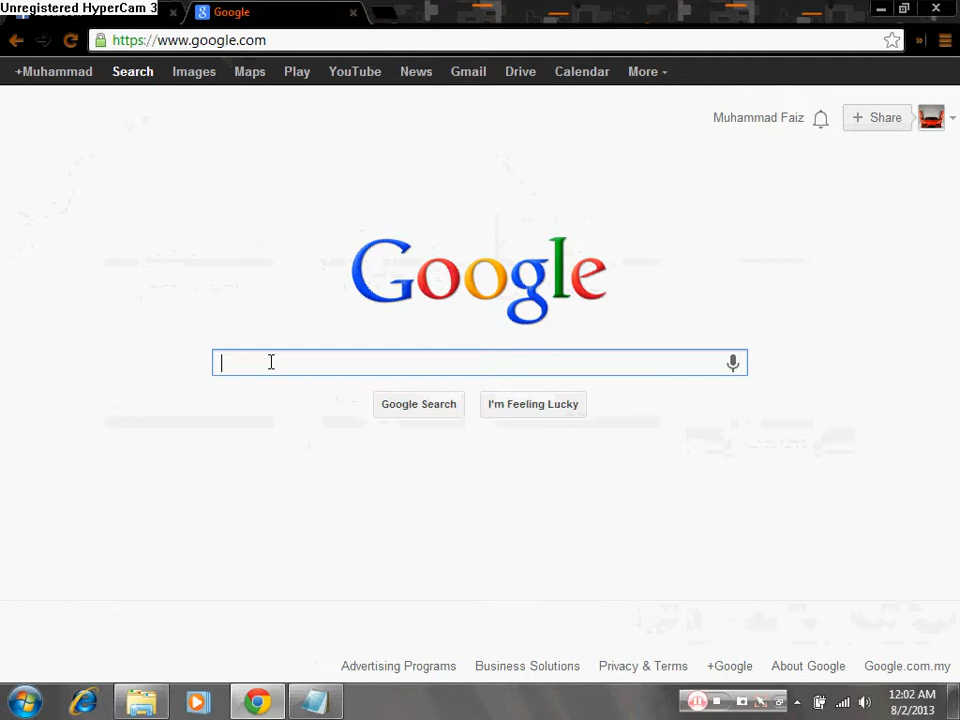 Unregistered HyperCam 3
Google
https://www.google.com
+Muhammad Search Images Maps Play YouTube News Gmail Drive Calendar More
Muhammad Faiz + Share
Google
Google Search I'm Feeling Lucky
Advertising Programs Business Solutions Privacy & Terms +Google About Google Google.com.my
12:02 AM
8/2/2013